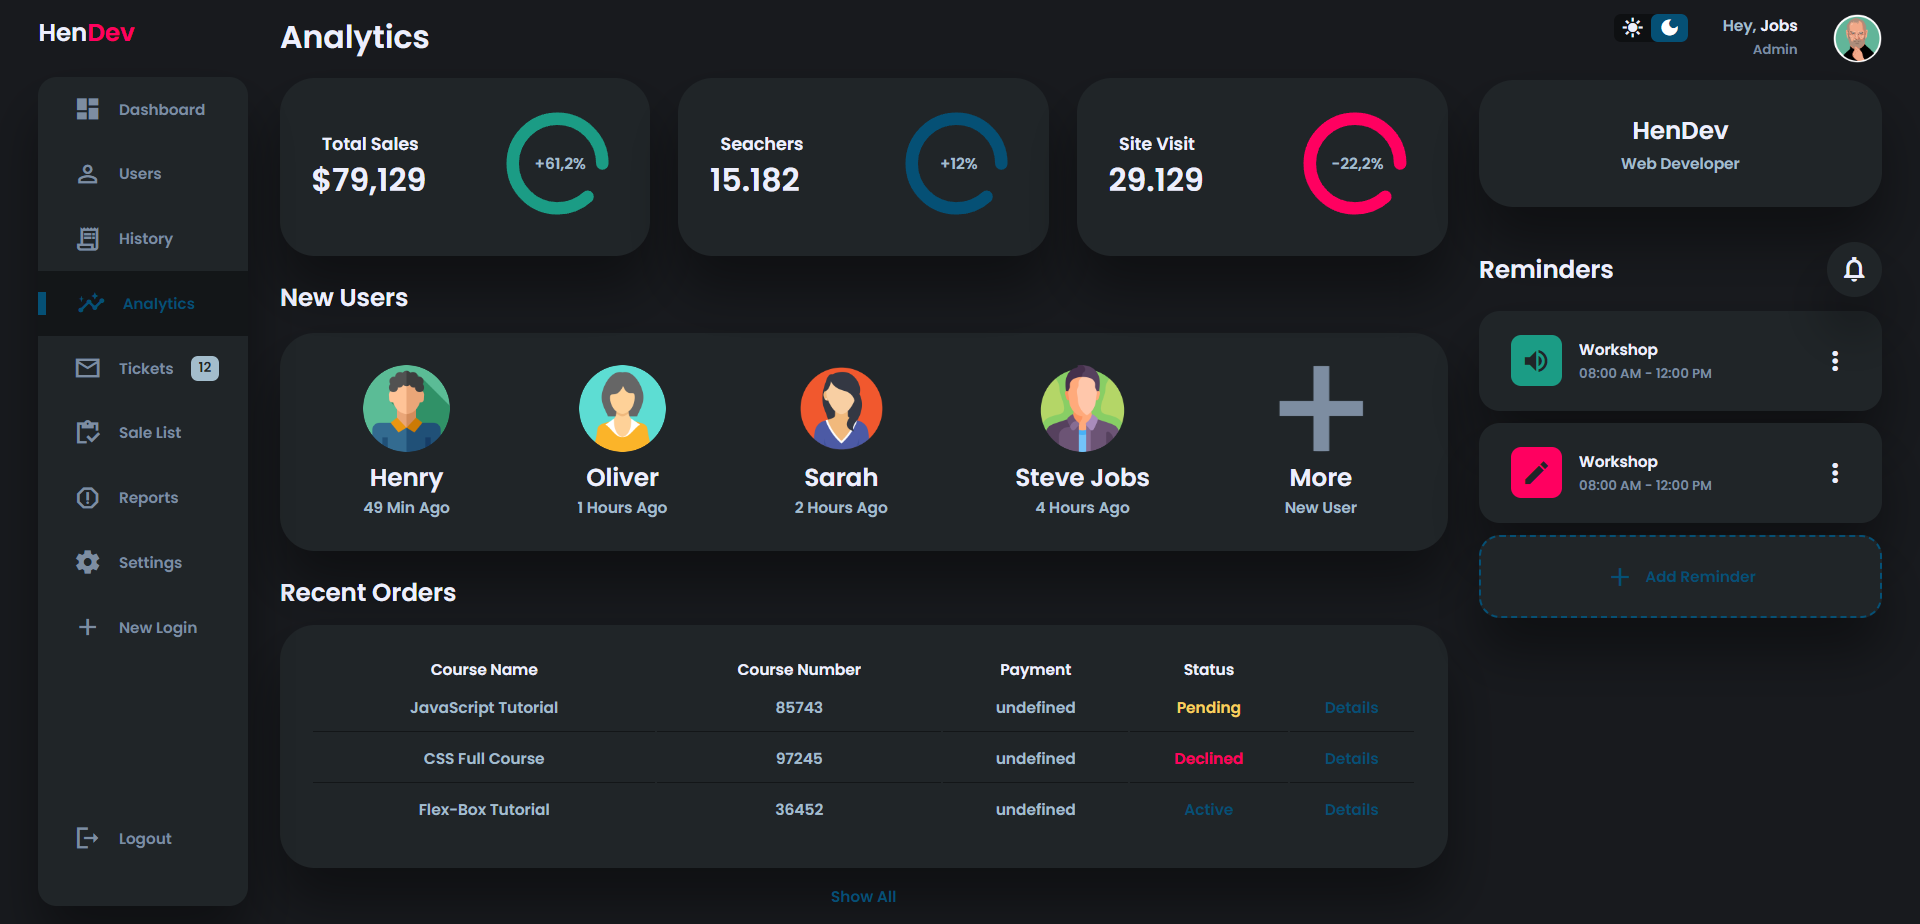 HenDev
Dashboard
Users
History
Analytics
Tickets 12
Sale List
Reports
Settings
New Login
Logout
Analytics
Total Sales
$79,129
+61,2%
Seachers
15.182
+12%
Site Visit
29.129
-22,2%
New Users
Henry
49 Min Ago
Oliver
1 Hours Ago
Sarah
2 Hours Ago
Steve Jobs
4 Hours Ago
More
New User
Recent Orders
Course Name Course Number Payment Status
JavaScript Tutorial 85743 undefined Pending Details
CSS Full Course 97245 undefined Declined Details
Flex-Box Tutorial 36452 undefined Active Details
Show All
Hey, Jobs
Admin
HenDev
Web Developer
Reminders
Workshop
08:00 AM - 12:00 PM
Workshop
08:00 AM - 12:00 PM
Add Reminder